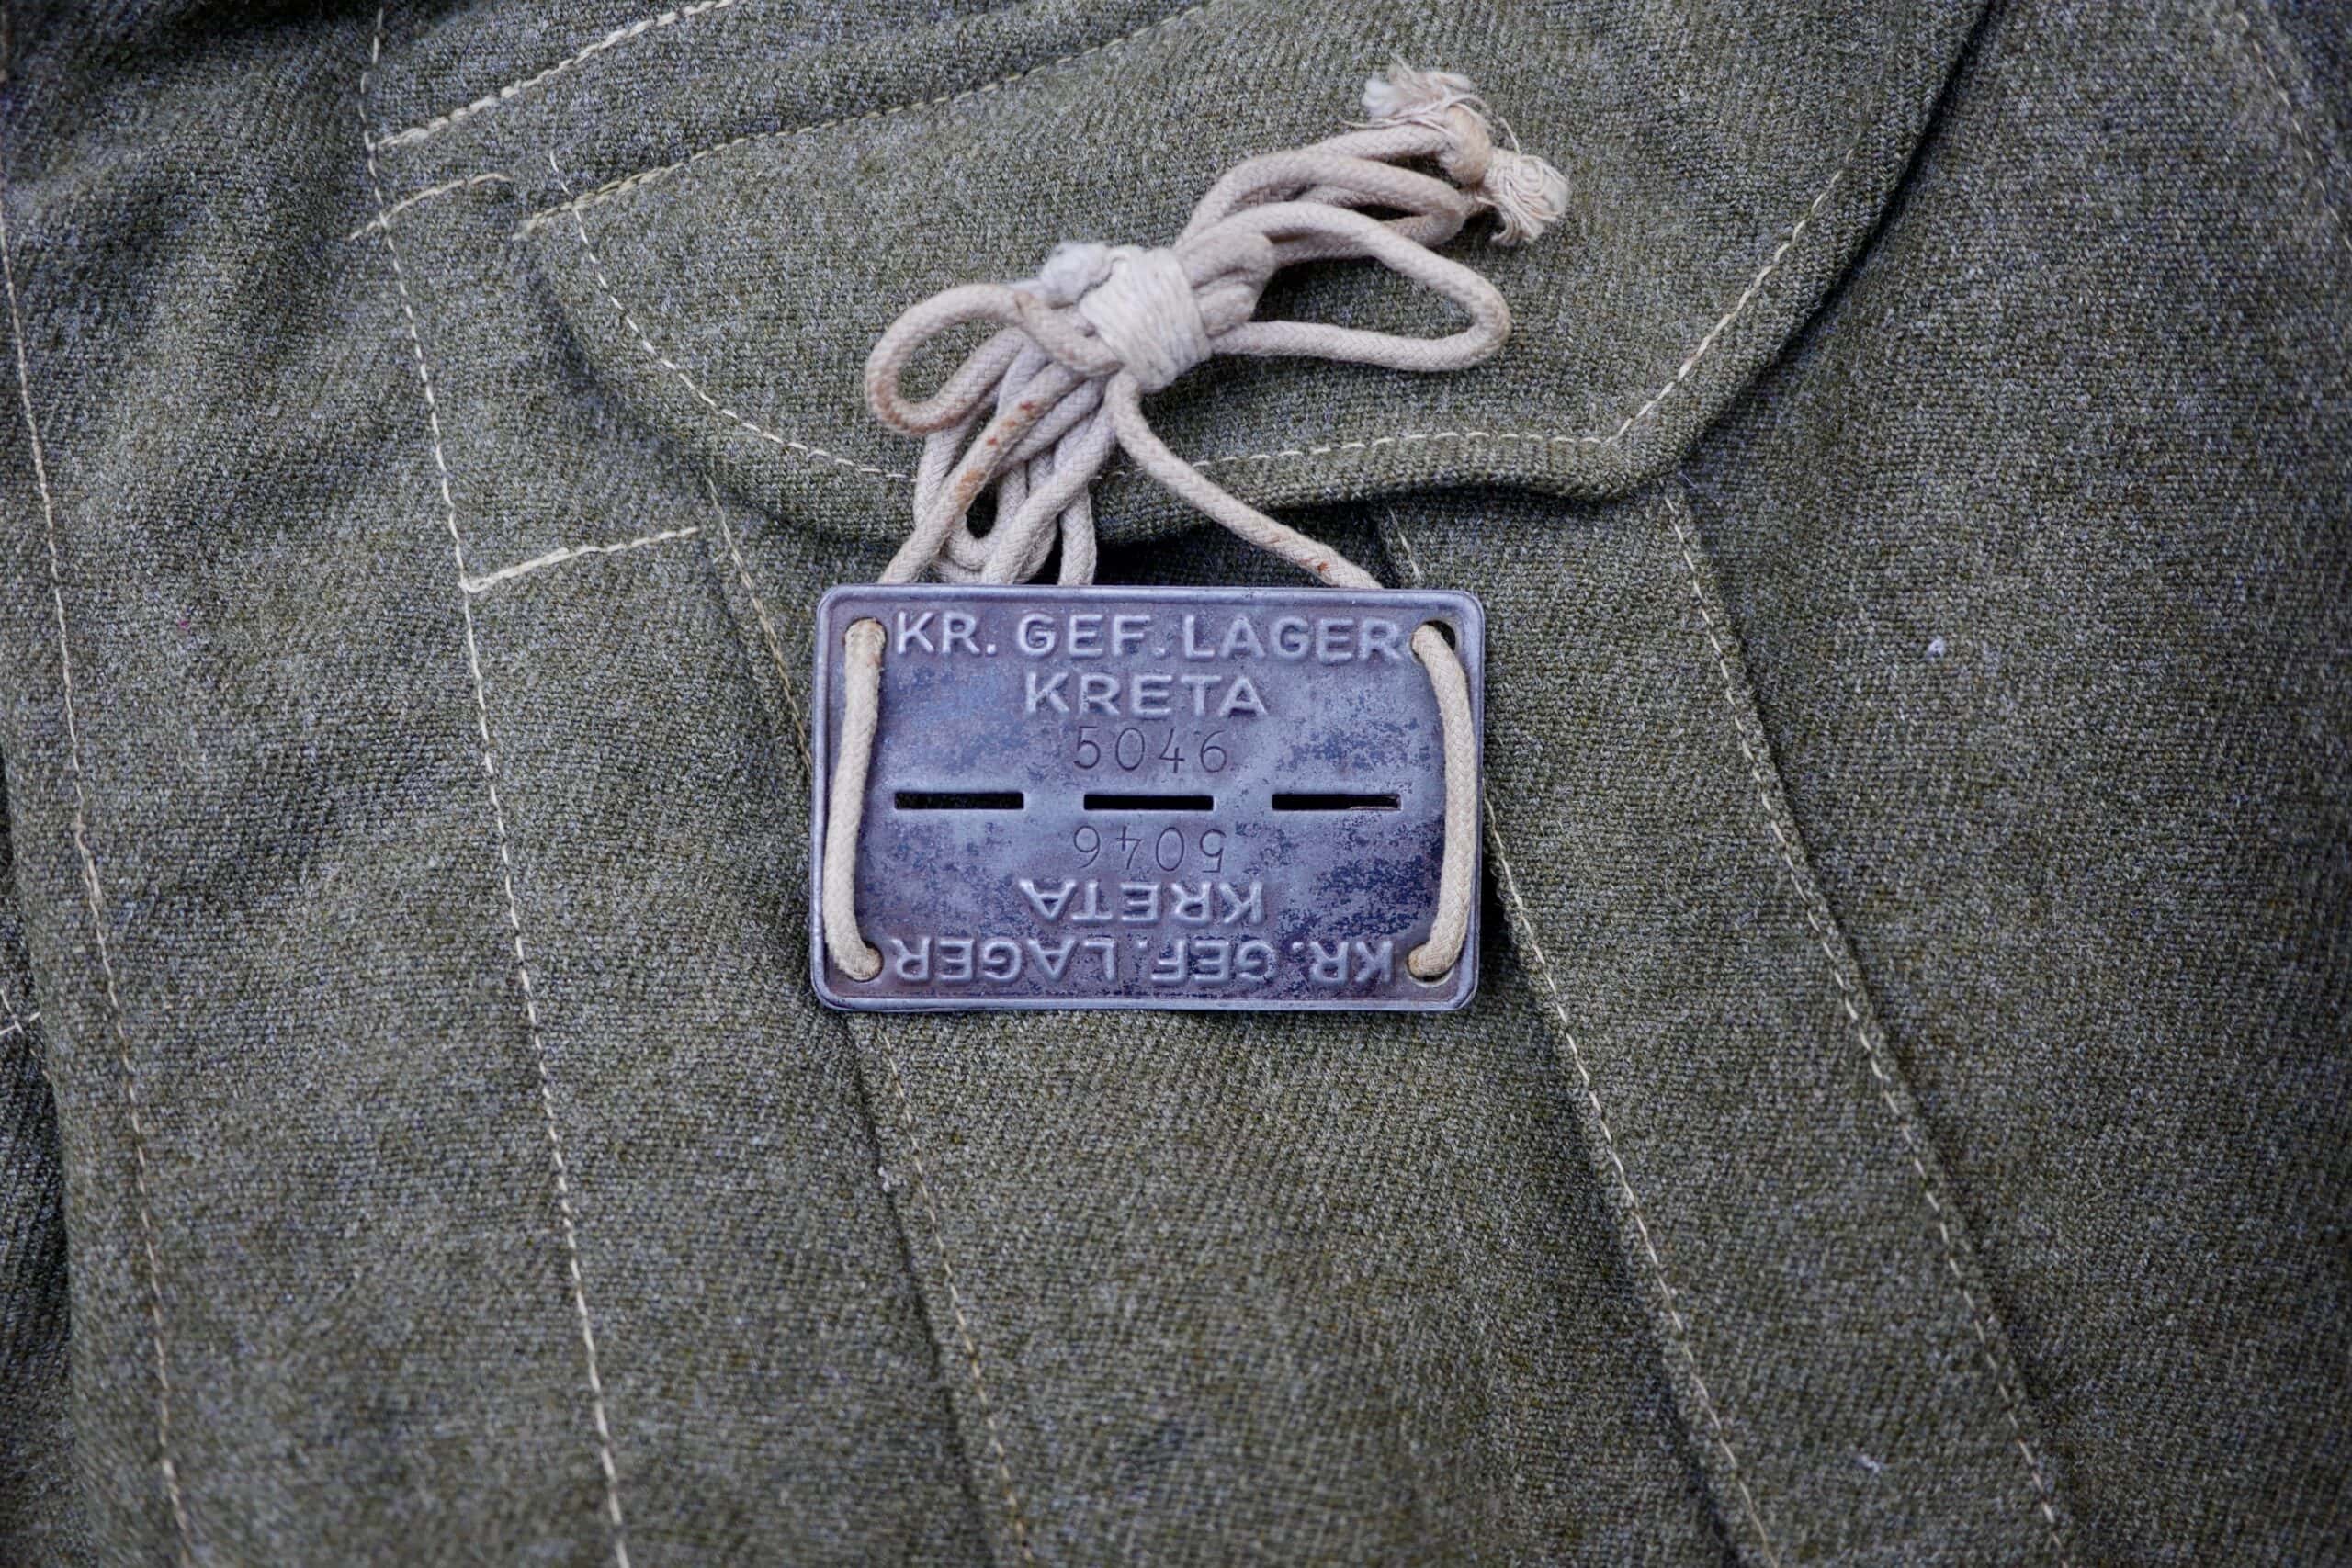 KR. GEF. LAGER
KRETA
5046
5046
KRETA
KR. GEF. LAGER